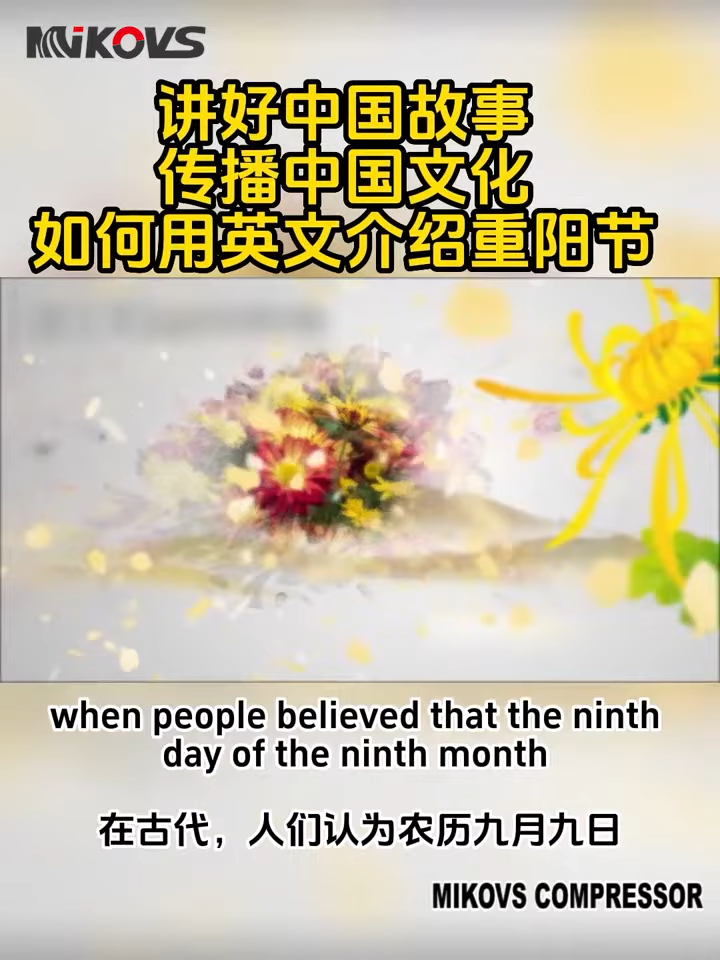 MiKOVS
讲好中国故事
传播中国文化
如何用英文介绍重阳节
when people believed that the ninth
day of the ninth month
在古代，人们认为农历九月九日
MIKOVS COMPRESSOR